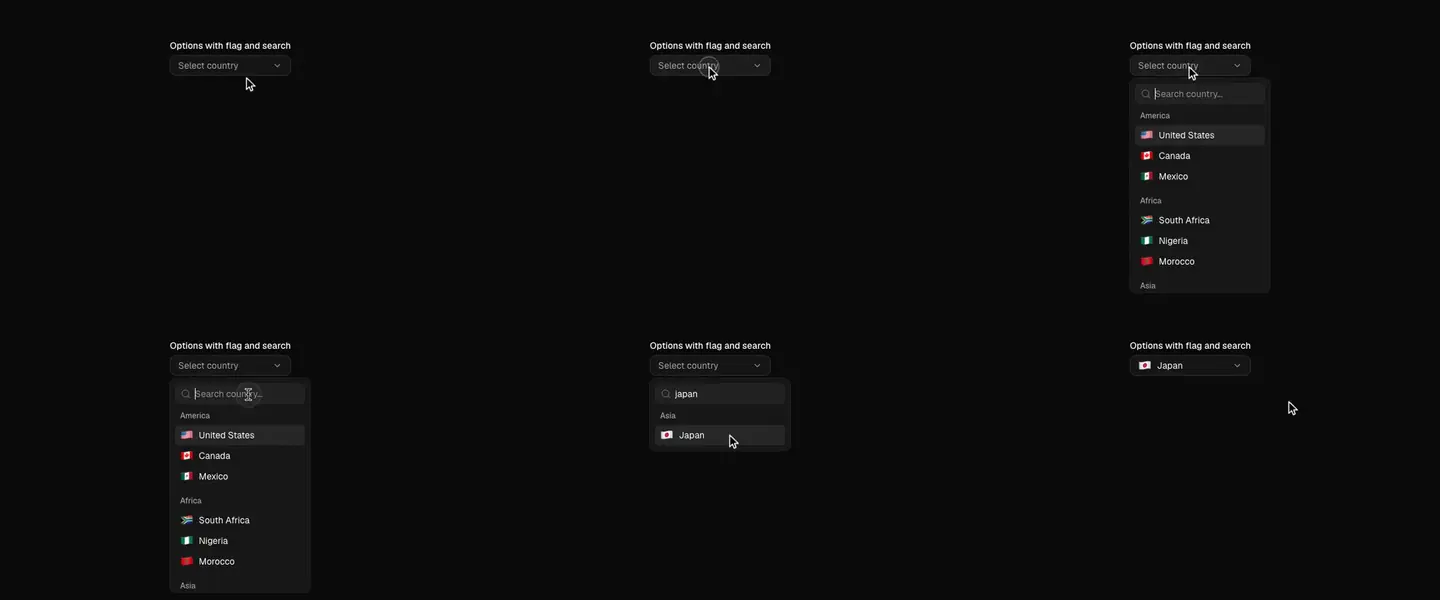 Options with flag and search
Select country
Options with flag and search
Select country
Options with flag and search
Select country
Search country...
America
United States
Canada
Mexico
Africa
South Africa
Nigeria
Morocco
Asia
Options with flag and search
Select country
Search country...
America
United States
Canada
Mexico
Africa
South Africa
Nigeria
Morocco
Asia
Options with flag and search
Select country
japan
Asia
Japan
Options with flag and search
Japan